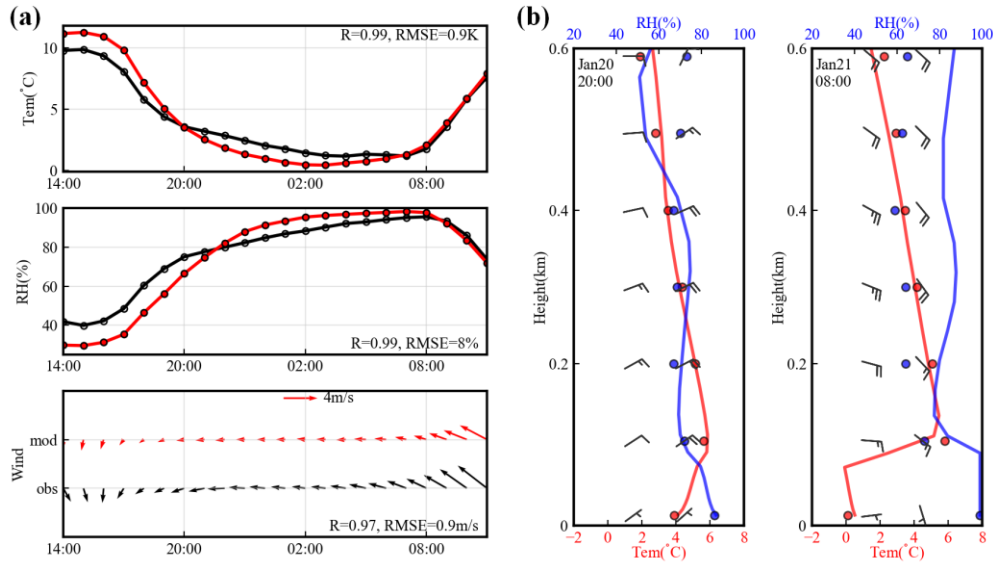 (a)
R=0.99, RMSE=0.9K
Tem(°C)
10
5
0
14:00 20:00 02:00 08:00
100
80
60
40
RH(%)
R=0.99, RMSE=8%
14:00 20:00 02:00 08:00
4m/s
mod
Wind
obs
R=0.97, RMSE=0.9m/s
14:00 20:00 02:00 08:00
(b)
RH(%)
20 40 60 80 100
0.6
Jan20
20:00
0.4
Height(km)
0.2
0
−2 0 2 4 6 8
Tem(°C)
RH(%)
20 40 60 80 100
0.6
Jan21
08:00
0.4
Height(km)
0.2
0
−2 0 2 4 6 8
Tem(°C)